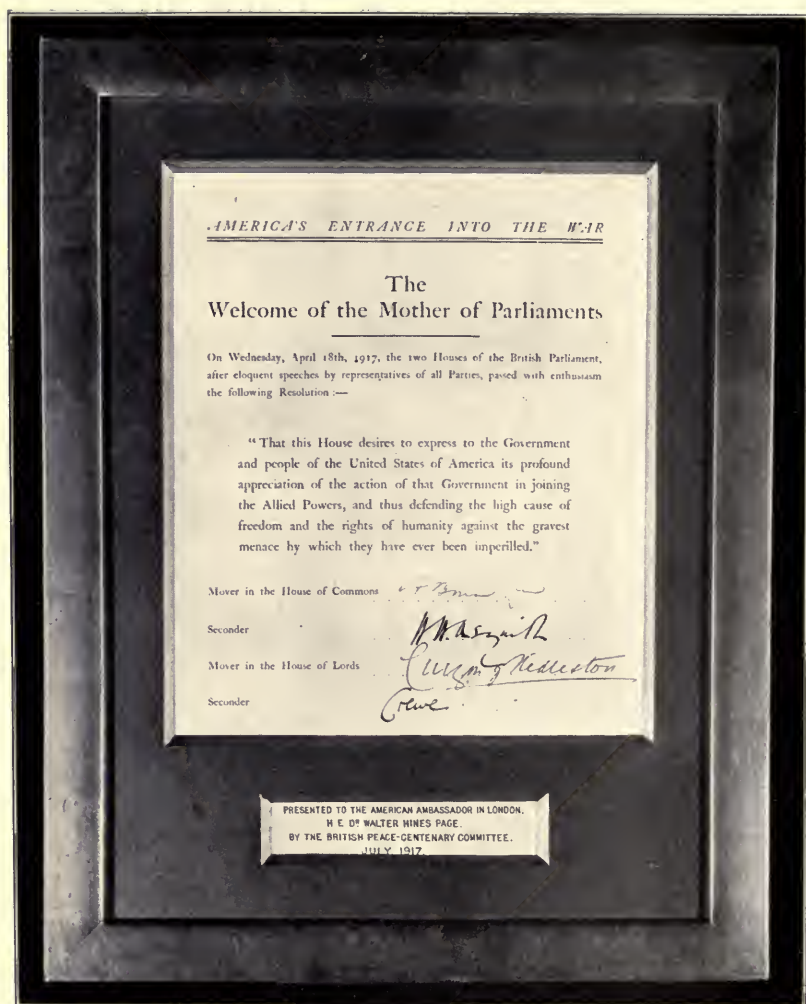 AMERICA'S ENTRANCE INTO THE WAR
The
Welcome of the Mother of Parliaments
On Wednesday, April 18th, 1917, the two Houses of the British Parliament,
after eloquent speeches by representatives of all Parties, passed with enthusiasm
the following Resolution :—
“That this House desires to express to the Government
and people of the United States of America its profound
appreciation of the action of that Government in joining
the Allied Powers, and thus defending the high cause of
freedom and the rights of humanity against the gravest
menace by which they have ever been imperilled.”
Mover in the House of Commons
Seconder H. H. Asquith
Mover in the House of Lords Curzon of Kedleston
Seconder Crewe
PRESENTED TO THE AMERICAN AMBASSADOR IN LONDON.
H E DR WALTER HINES PAGE.
BY THE BRITISH PEACE-CENTENARY COMMITTEE.
JULY, 1917.